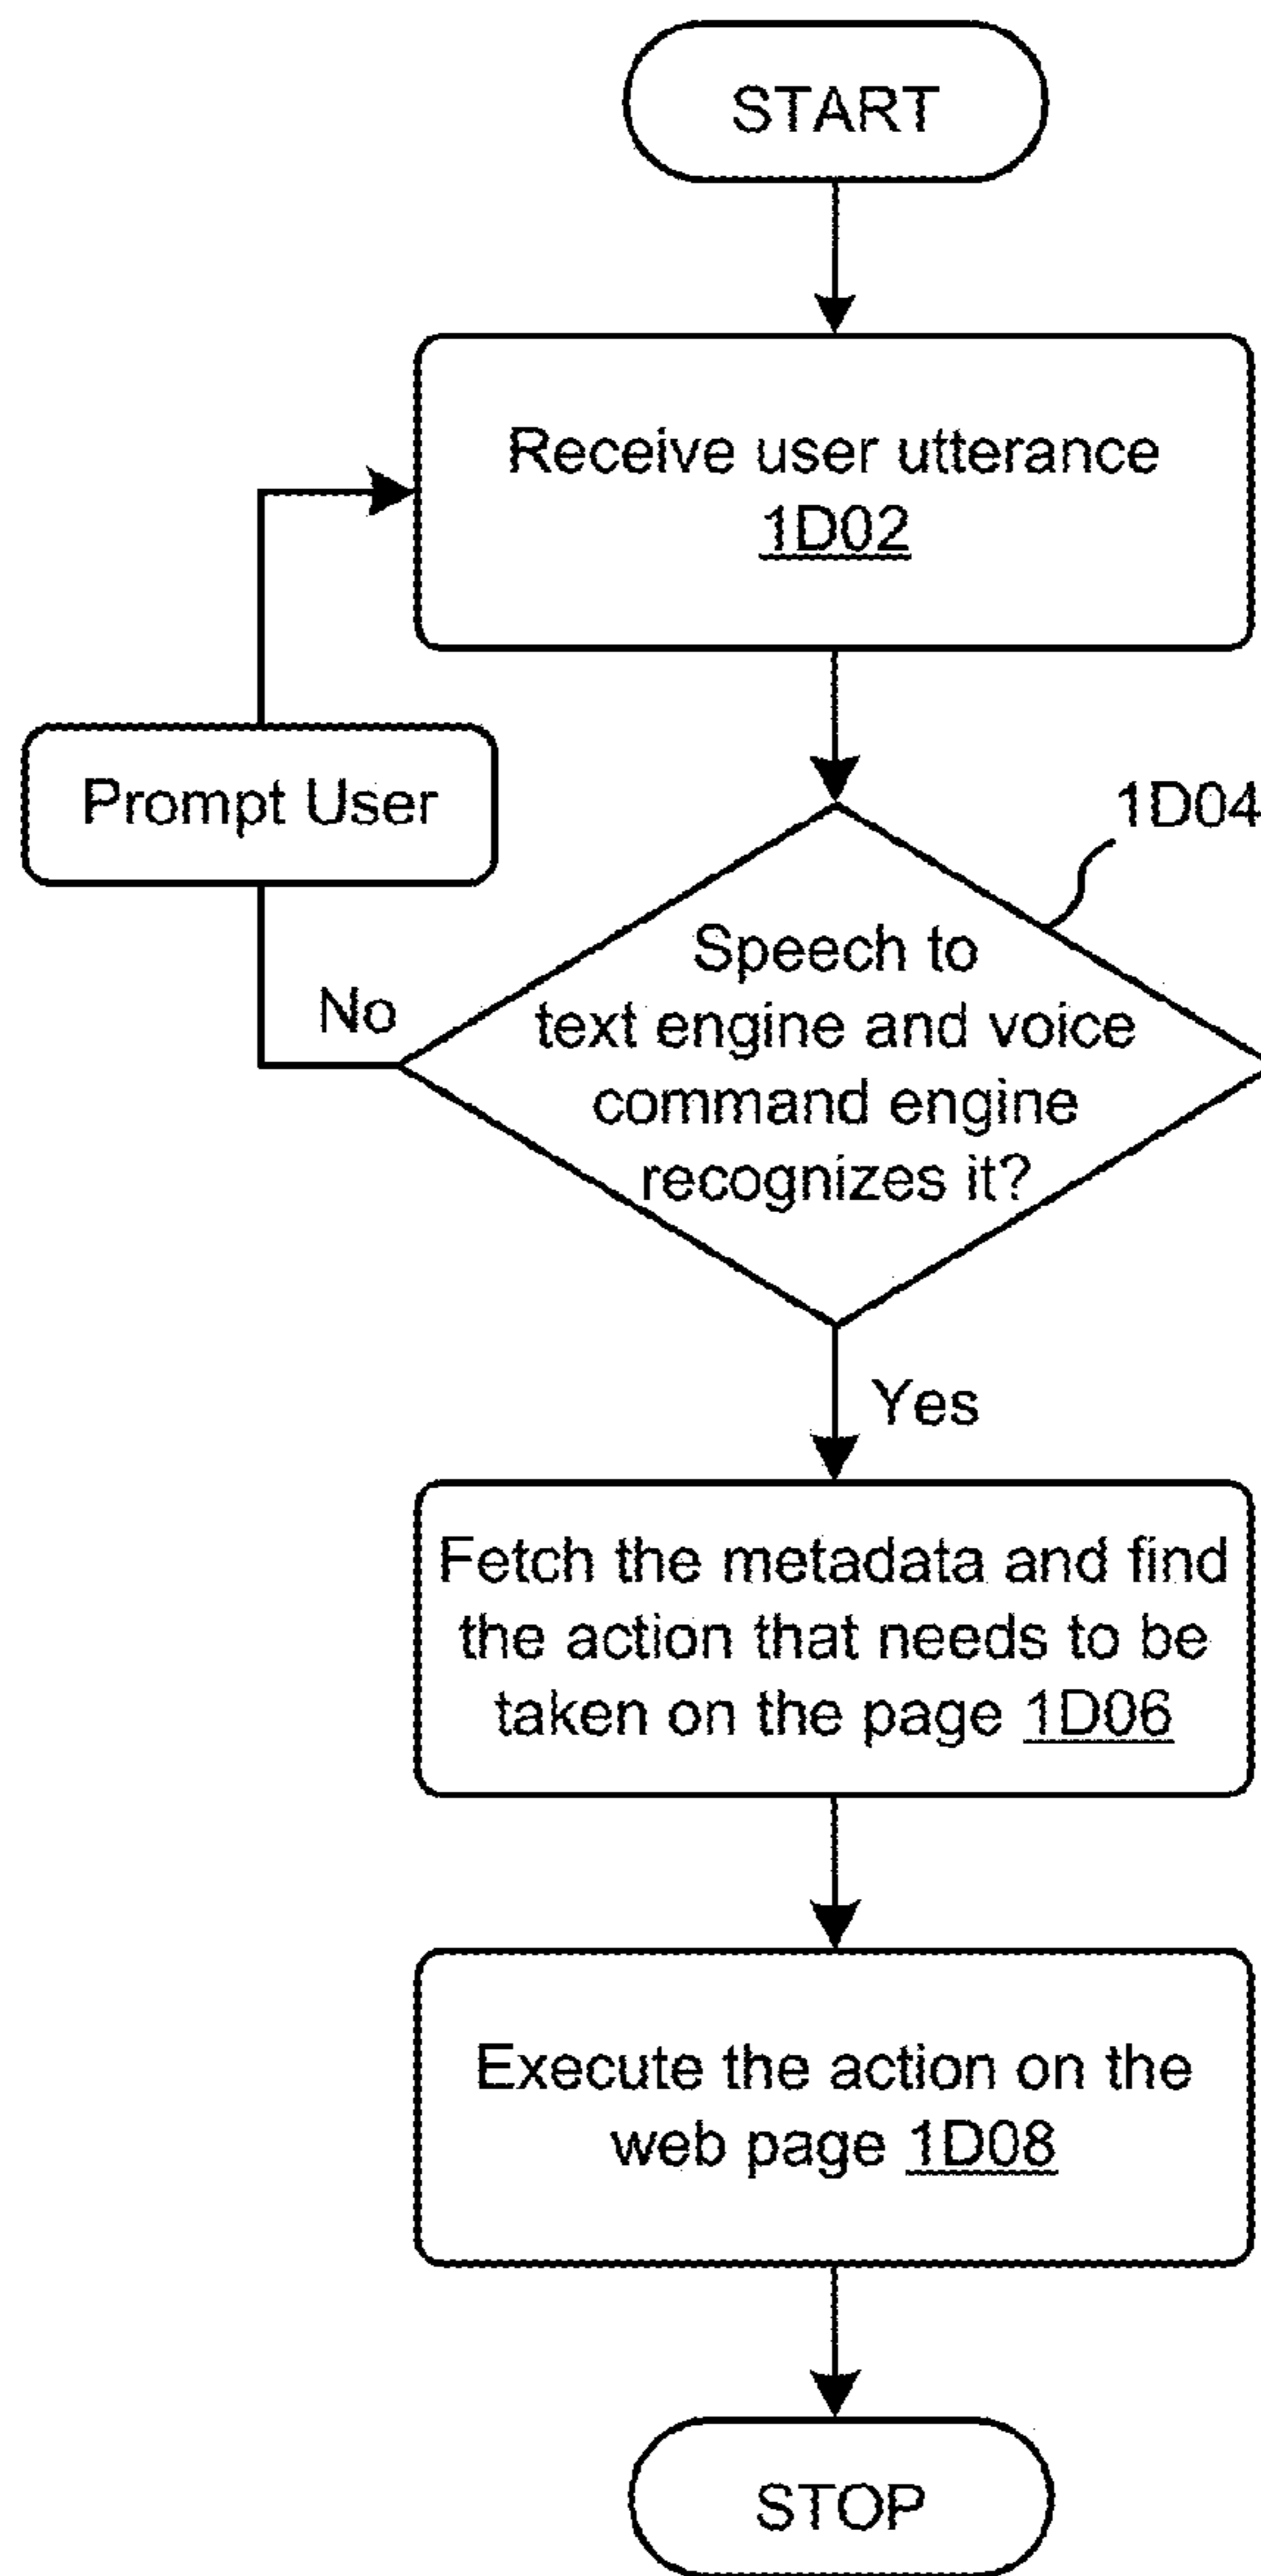 START
Receive user utterance
1D02
Prompt User
1D04
Speech to
text engine and voice
command engine
recognizes it?
No
Yes
Fetch the metadata and find
the action that needs to be
taken on the page 1D06
Execute the action on the
web page 1D08
STOP